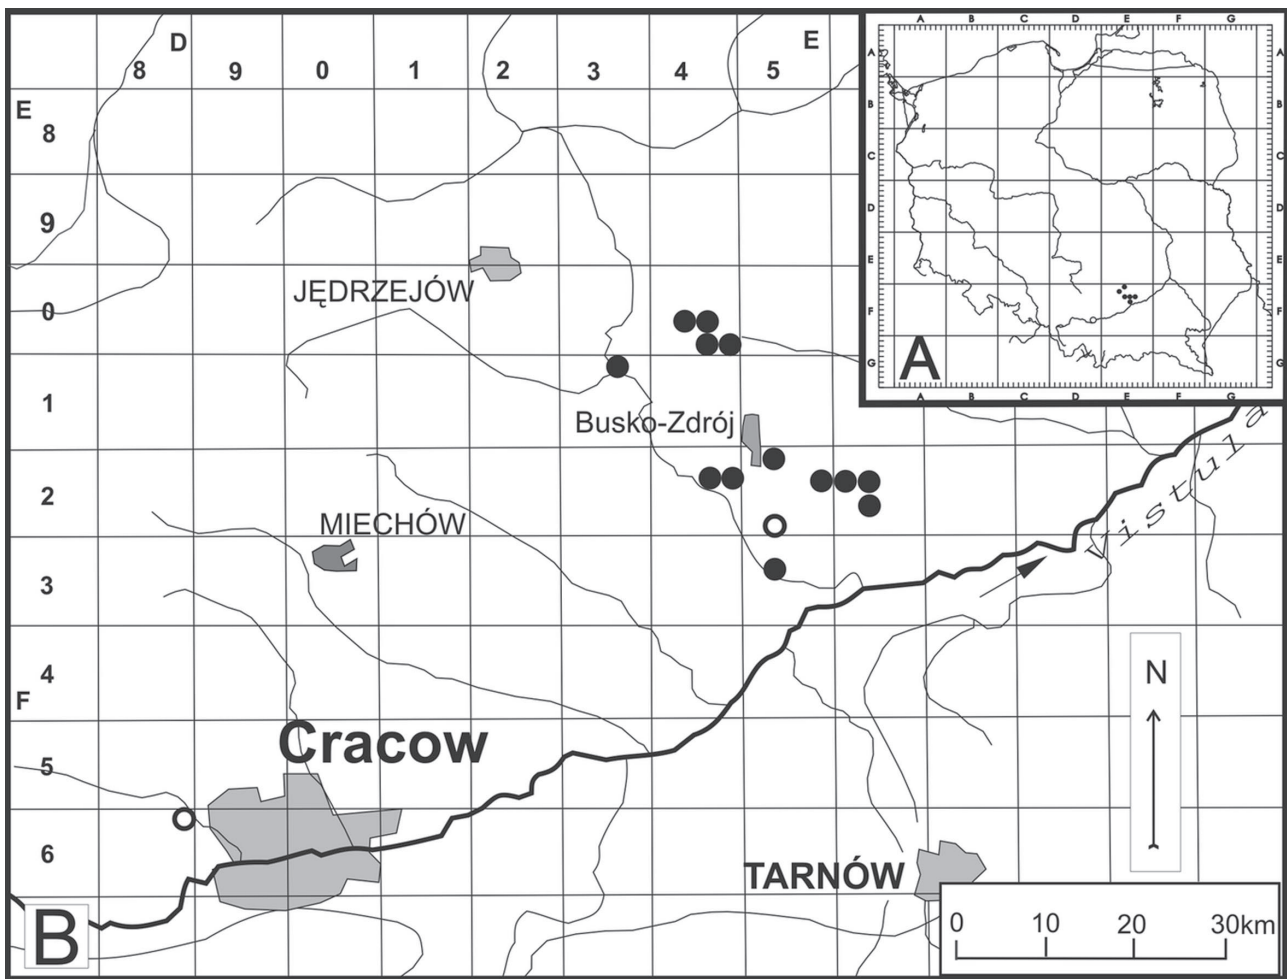 D
E
8 9 0 1 2 3 4 5
E
8
9
0
1
2
3
4
F
5
6
JĘDRZEJÓW
Busko-Zdrój
MIECHÓW
Vistula
Cracow
TARNÓW
N
0 10 20 30km
B
A B C D E F G
A
B
C
D
E
F
G
A
B
C
D
E
F
G
A
A B C D E F G